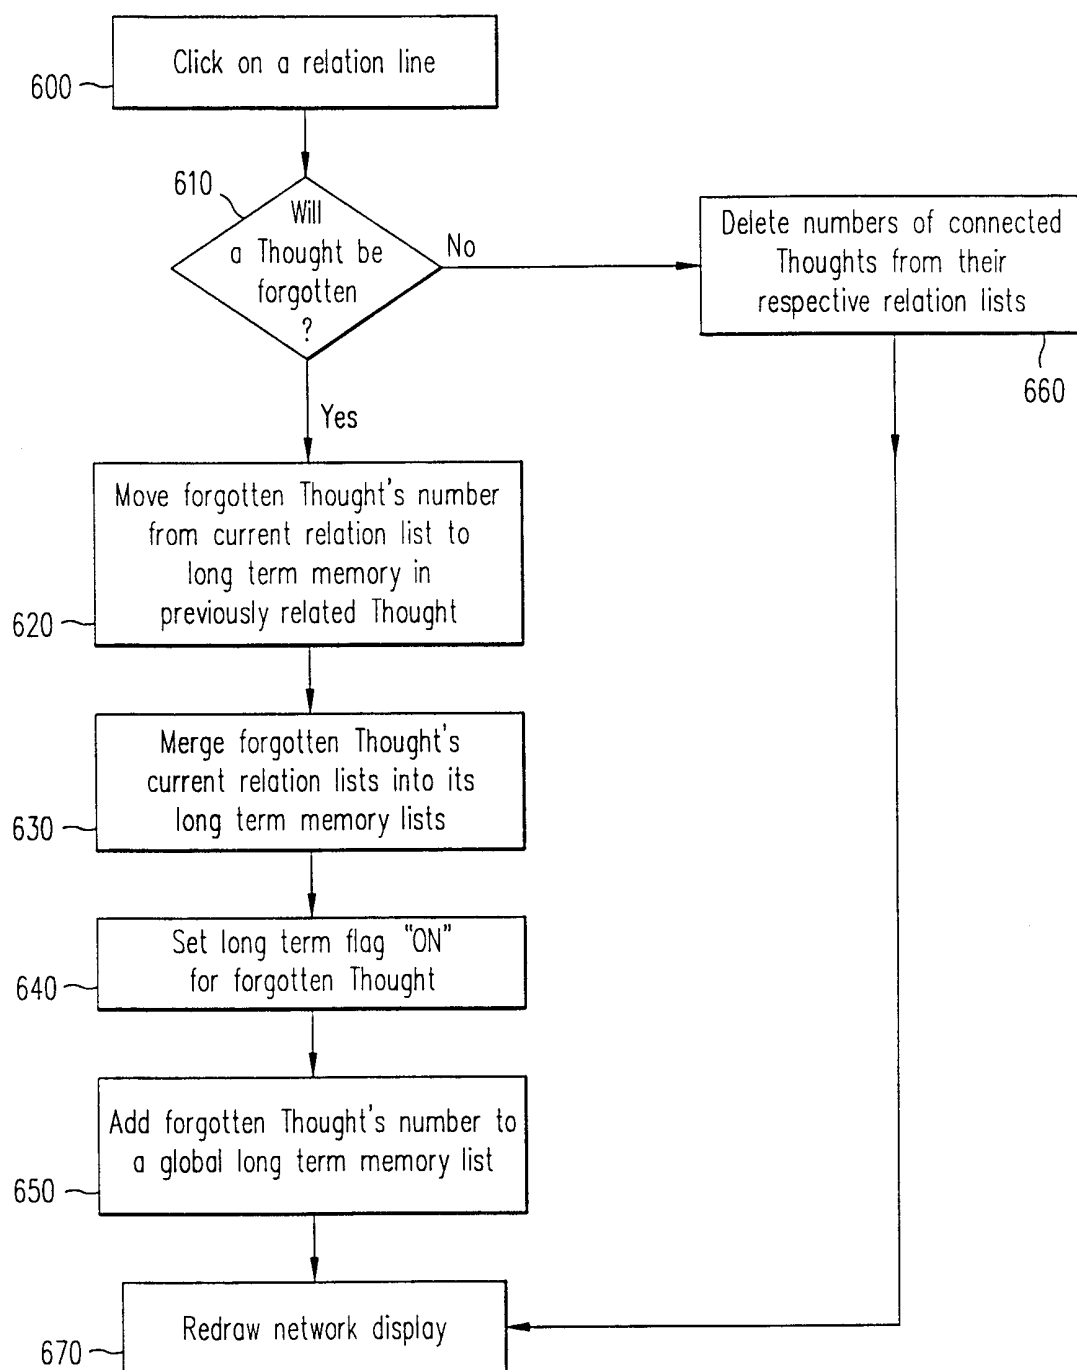 Click on a relation line
600
610
Will
a Thought be
forgotten
?
No
Yes
Delete numbers of connected
Thoughts from their
respective relation lists
660
Move forgotten Thought's number
from current relation list to
long term memory in
previously related Thought
620
Merge forgotten Thought's
current relation lists into its
long term memory lists
630
Set long term flag "ON"
for forgotten Thought
640
Add forgotten Thought's number to
a global long term memory list
650
Redraw network display
670